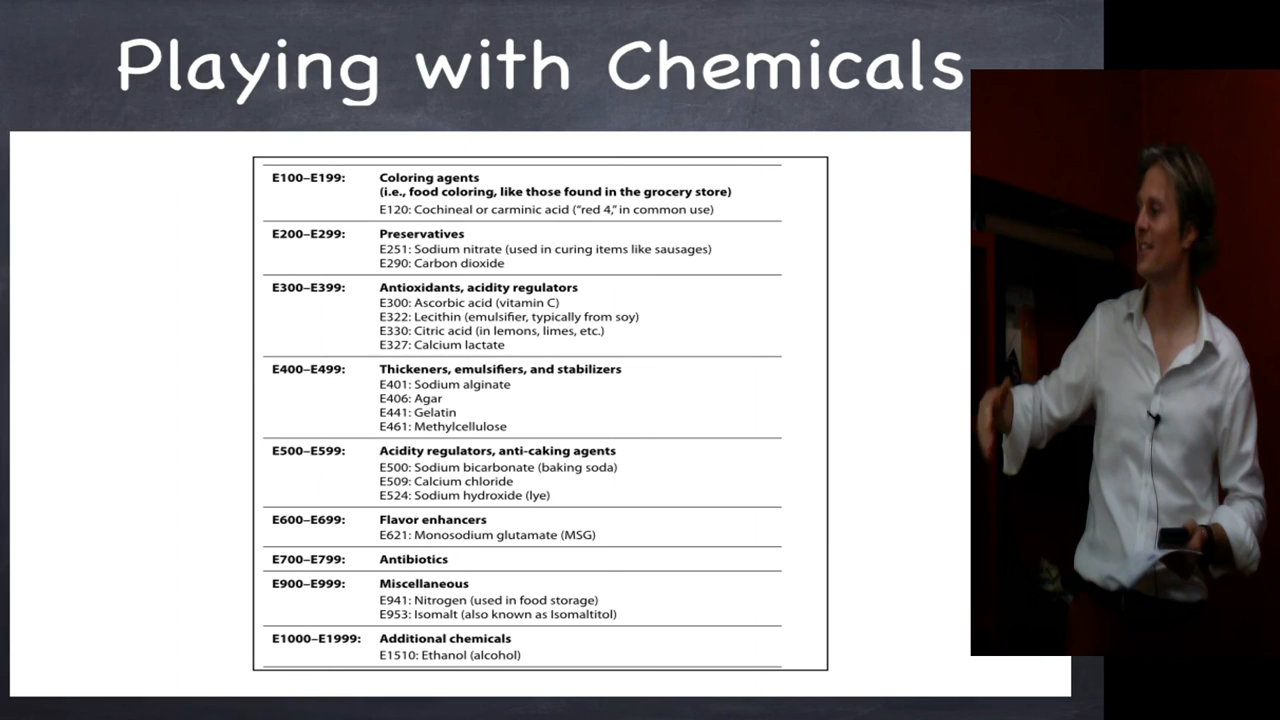 Playing with Chemicals
E100–E199: Coloring agents
(i.e., food coloring, like those found in the grocery store)
E120: Cochineal or carminic acid (“red 4,” in common use)
E200–E299: Preservatives
E251: Sodium nitrate (used in curing items like sausages)
E290: Carbon dioxide
E300–E399: Antioxidants, acidity regulators
E300: Ascorbic acid (vitamin C)
E322: Lecithin (emulsifier, typically from soy)
E330: Citric acid (in lemons, limes, etc.)
E327: Calcium lactate
E400–E499: Thickeners, emulsifiers, and stabilizers
E401: Sodium alginate
E406: Agar
E441: Gelatin
E461: Methylcellulose
E500–E599: Acidity regulators, anti-caking agents
E500: Sodium bicarbonate (baking soda)
E509: Calcium chloride
E524: Sodium hydroxide (lye)
E600–E699: Flavor enhancers
E621: Monosodium glutamate (MSG)
E700–E799: Antibiotics
E900–E999: Miscellaneous
E941: Nitrogen (used in food storage)
E953: Isomalt (also known as Isomaltitol)
E1000–E1999: Additional chemicals
E1510: Ethanol (alcohol)